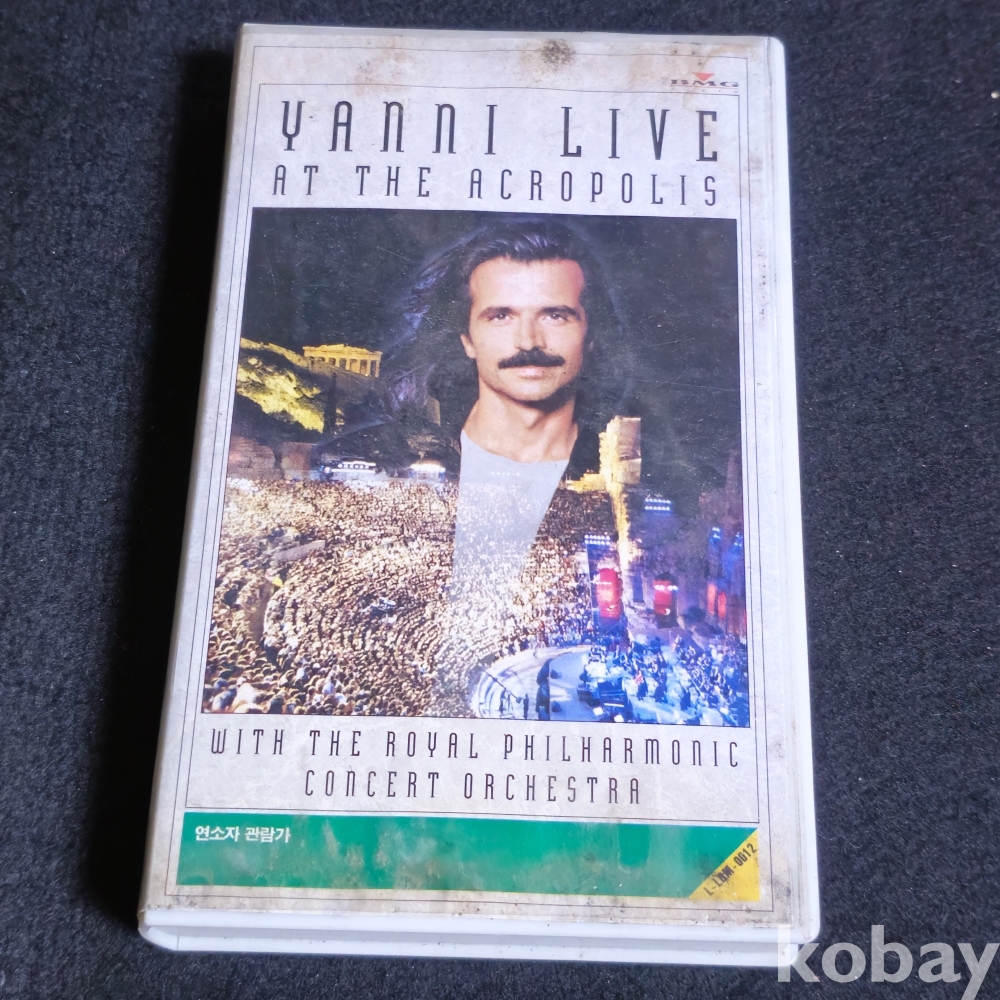 BMG
YANNI LIVE
AT THE ACROPOLIS
WITH THE ROYAL PHILHARMONIC
CONCERT ORCHESTRA
연소자 관람가
kobay